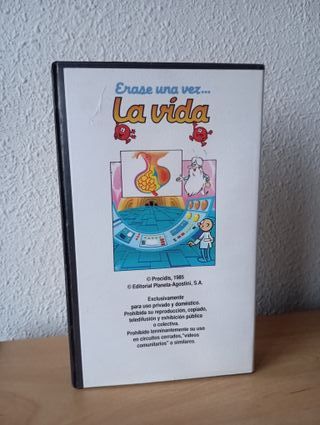 Erase una vez...
La vida
© Procidis, 1985
© Editorial Planeta-Agostini, S.A.
Exclusivamente
para uso privado y doméstico.
Prohibida su reproducción, copiado,
teledifusión y exhibición pública
o colectiva.
Prohibido terminantemente su uso
en circuitos cerrados, "videos
comunitarios" o similares.